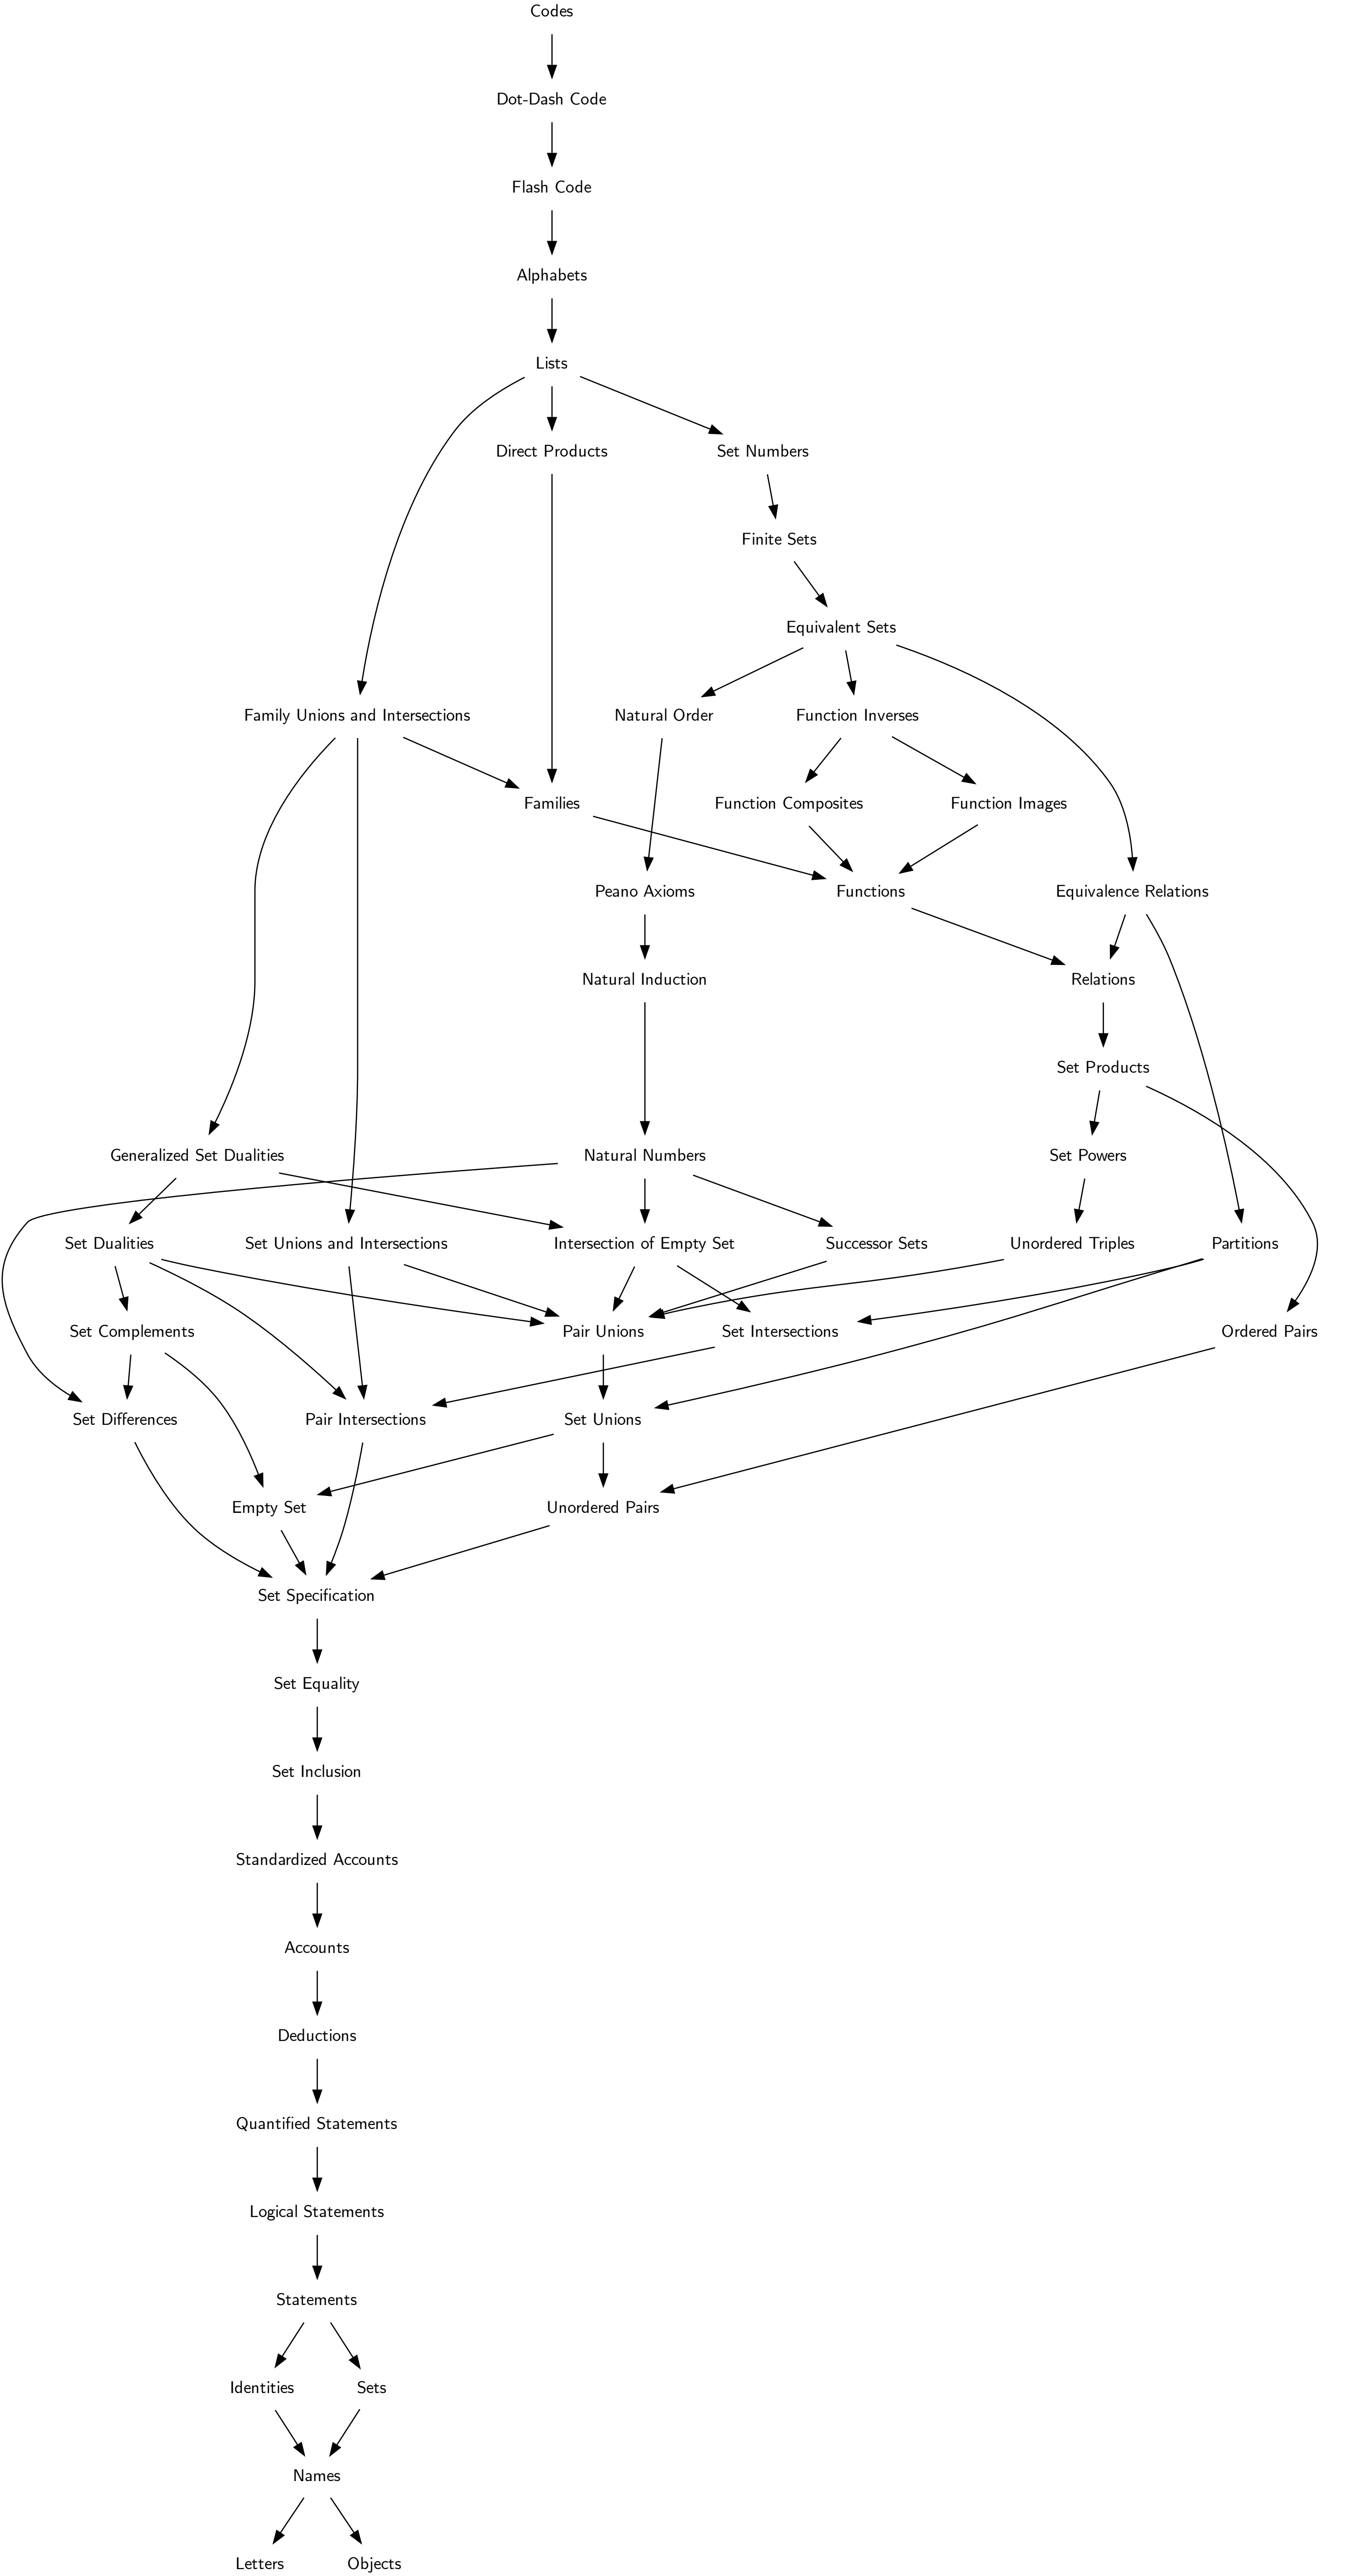 Codes
Dot-Dash Code
Flash Code
Alphabets
Lists
Direct Products
Set Numbers
Finite Sets
Equivalent Sets
Family Unions and Intersections
Natural Order
Function Inverses
Families
Function Composites
Function Images
Peano Axioms
Functions
Equivalence Relations
Natural Induction
Relations
Set Products
Generalized Set Dualities
Natural Numbers
Set Powers
Set Dualities
Set Unions and Intersections
Intersection of Empty Set
Successor Sets
Unordered Triples
Partitions
Set Complements
Pair Unions
Set Intersections
Ordered Pairs
Set Differences
Pair Intersections
Set Unions
Empty Set
Unordered Pairs
Set Specification
Set Equality
Set Inclusion
Standardized Accounts
Accounts
Deductions
Quantified Statements
Logical Statements
Statements
Identities
Sets
Names
Letters
Objects